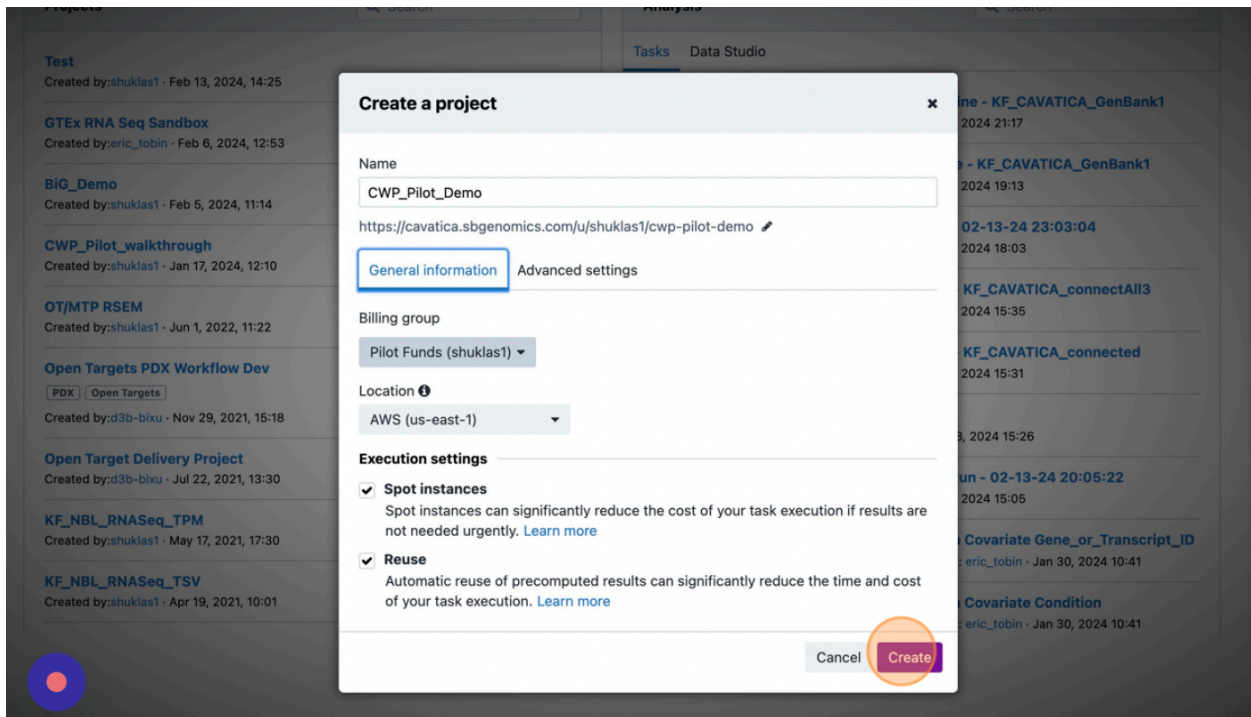 Projects
Search
Analysis
Search
Test
Created by:shuklas1 · Feb 13, 2024, 14:25
GTEx RNA Seq Sandbox
Created by:eric_tobin · Feb 6, 2024, 12:53
BiG_Demo
Created by:shuklas1 · Feb 5, 2024, 11:14
CWP_Pilot_walkthrough
Created by:shuklas1 · Jan 17, 2024, 12:10
OT/MTP RSEM
Created by:shuklas1 · Jun 1, 2022, 11:22
Open Targets PDX Workflow Dev
PDX Open Targets
Created by:d3b-bixu · Nov 29, 2021, 15:18
Open Target Delivery Project
Created by:d3b-bixu · Jul 22, 2021, 13:30
KF_NBL_RNASeq_TPM
Created by:shuklas1 · May 17, 2021, 17:30
KF_NBL_RNASeq_TSV
Created by:shuklas1 · Apr 19, 2021, 10:01
Tasks Data Studio
Create a project
Name
CWP_Pilot_Demo
https://cavatica.sbgenomics.com/u/shuklas1/cwp-pilot-demo
General information Advanced settings
Billing group
Pilot Funds (shuklas1)
Location
AWS (us-east-1)
Execution settings
Spot instances
Spot instances can significantly reduce the cost of your task execution if results are
not needed urgently. Learn more
Reuse
Automatic reuse of precomputed results can significantly reduce the time and cost
of your task execution. Learn more
Cancel Create
ine - KF_CAVATICA_GenBank1
2024 21:17
e - KF_CAVATICA_GenBank1
2024 19:13
02-13-24 23:03:04
2024 18:03
KF_CAVATICA_connectAll3
2024 15:35
KF_CAVATICA_connected
2024 15:31
3, 2024 15:26
run - 02-13-24 20:05:22
2024 15:05
Covariate Gene_or_Transcript_ID
: eric_tobin · Jan 30, 2024 10:41
Covariate Condition
: eric_tobin · Jan 30, 2024 10:41